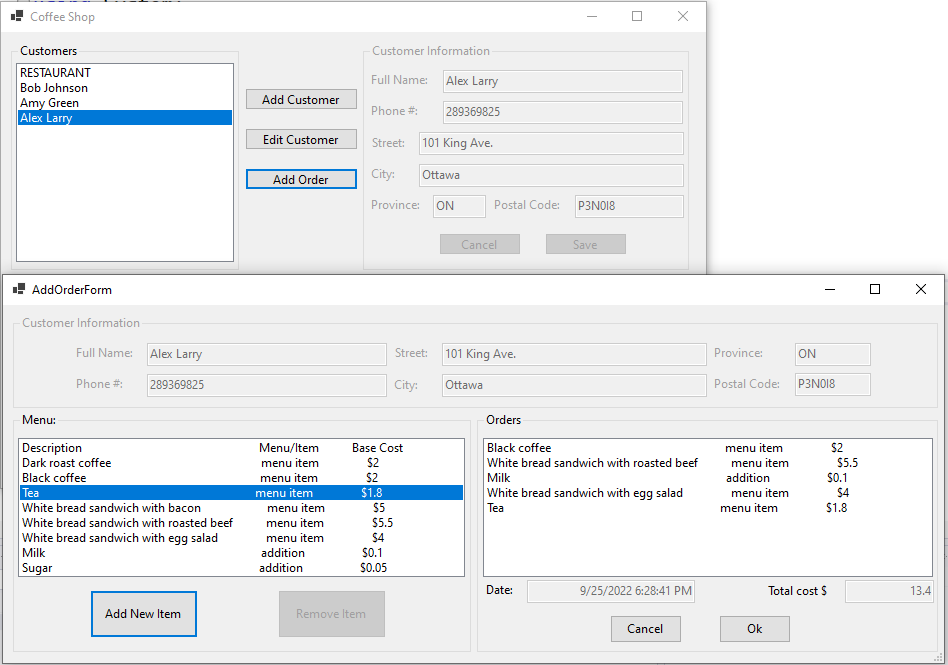 Coffee Shop
Customers
RESTAURANT
Bob Johnson
Amy Green
Alex Larry
Add Customer
Edit Customer
Add Order
Customer Information
Full Name: Alex Larry
Phone #: 289369825
Street: 101 King Ave.
City: Ottawa
Province: ON Postal Code: P3N0I8
Cancel Save
AddOrderForm
Customer Information
Full Name: Alex Larry Street: 101 King Ave. Province: ON
Phone #: 289369825 City: Ottawa Postal Code: P3N0I8
Menu:
Description Menu/Item Base Cost
Dark roast coffee menu item $2
Black coffee menu item $2
Tea menu item $1.8
White bread sandwich with bacon menu item $5
White bread sandwich with roasted beef menu item $5.5
White bread sandwich with egg salad menu item $4
Milk addition $0.1
Sugar addition $0.05
Add New Item Remove Item
Orders
Black coffee menu item $2
White bread sandwich with roasted beef menu item $5.5
Milk addition $0.1
White bread sandwich with egg salad menu item $4
Tea menu item $1.8
Date: 9/25/2022 6:28:41 PM Total cost $ 13.4
Cancel Ok